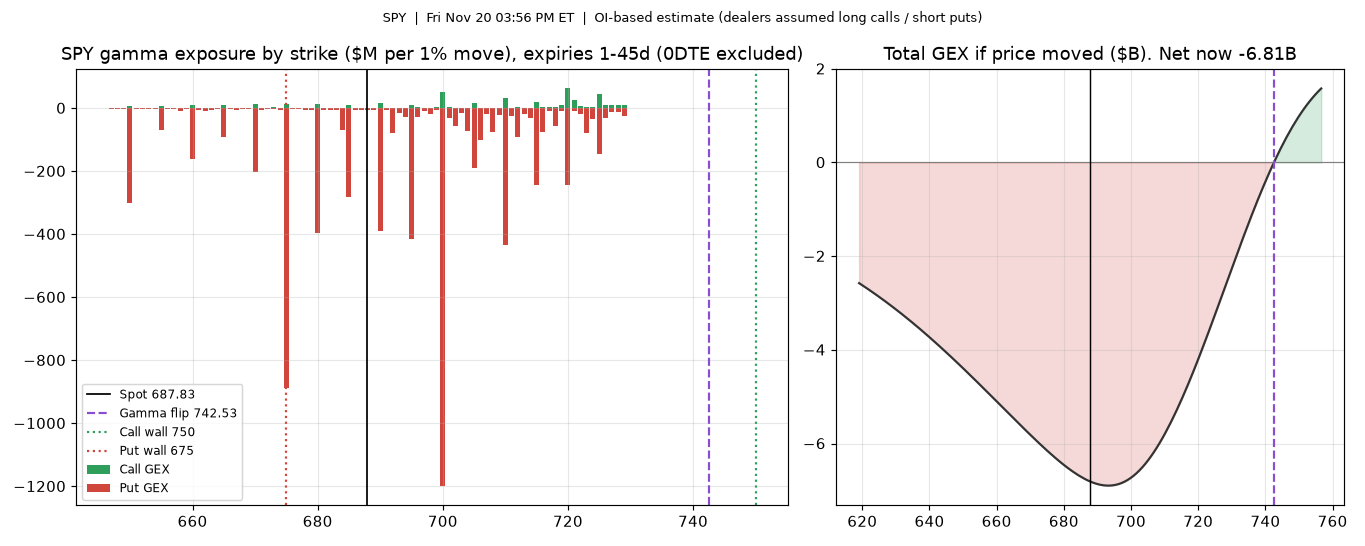 SPY | Fri Nov 20 03:56 PM ET | OI-based estimate (dealers assumed long calls / short puts)
SPY gamma exposure by strike ($M per 1% move), expiries 1-45d (0DTE excluded)
0
−200
−400
−600
−800
−1000
−1200
660
680
700
720
740
Spot 687.83
Gamma flip 742.53
Call wall 750
Put wall 675
Call GEX
Put GEX
Total GEX if price moved ($B). Net now -6.81B
2
0
−2
−4
−6
620
640
660
680
700
720
740
760